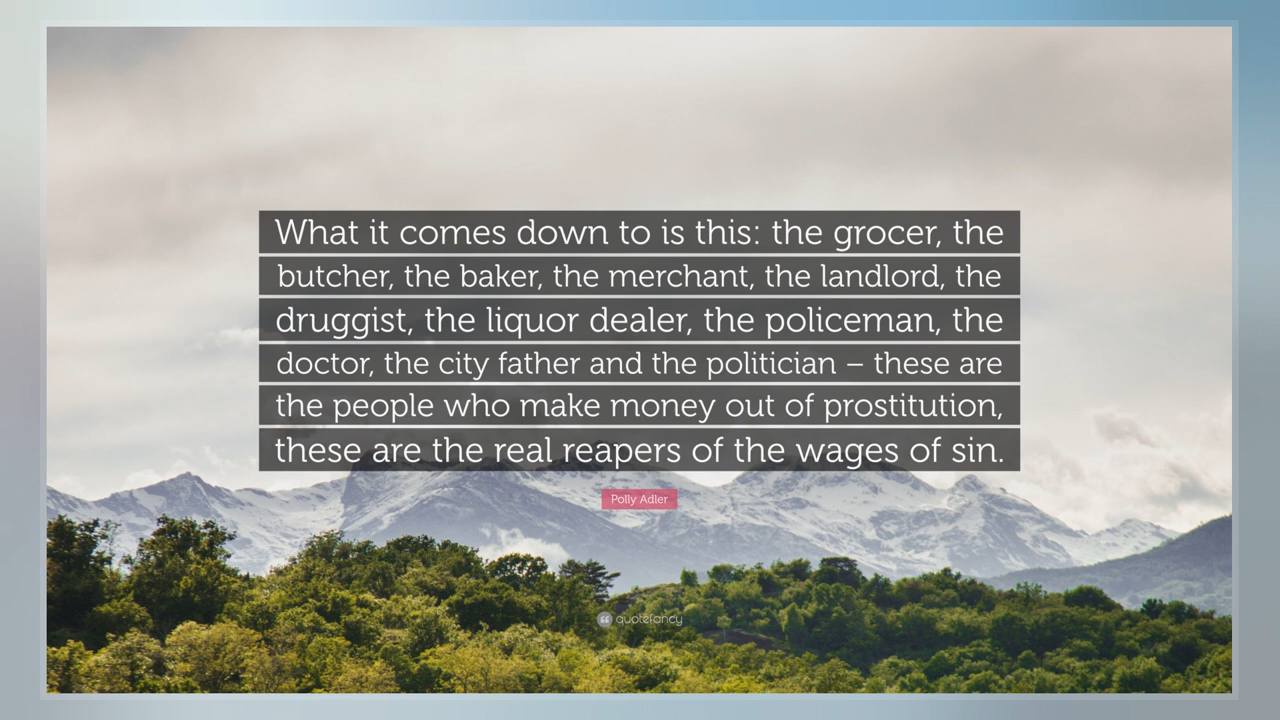 What it comes down to is this: the grocer, the
butcher, the baker, the merchant, the landlord, the
druggist, the liquor dealer, the policeman, the
doctor, the city father and the politician – these are
the people who make money out of prostitution,
these are the real reapers of the wages of sin.
Polly Adler
quotefancy